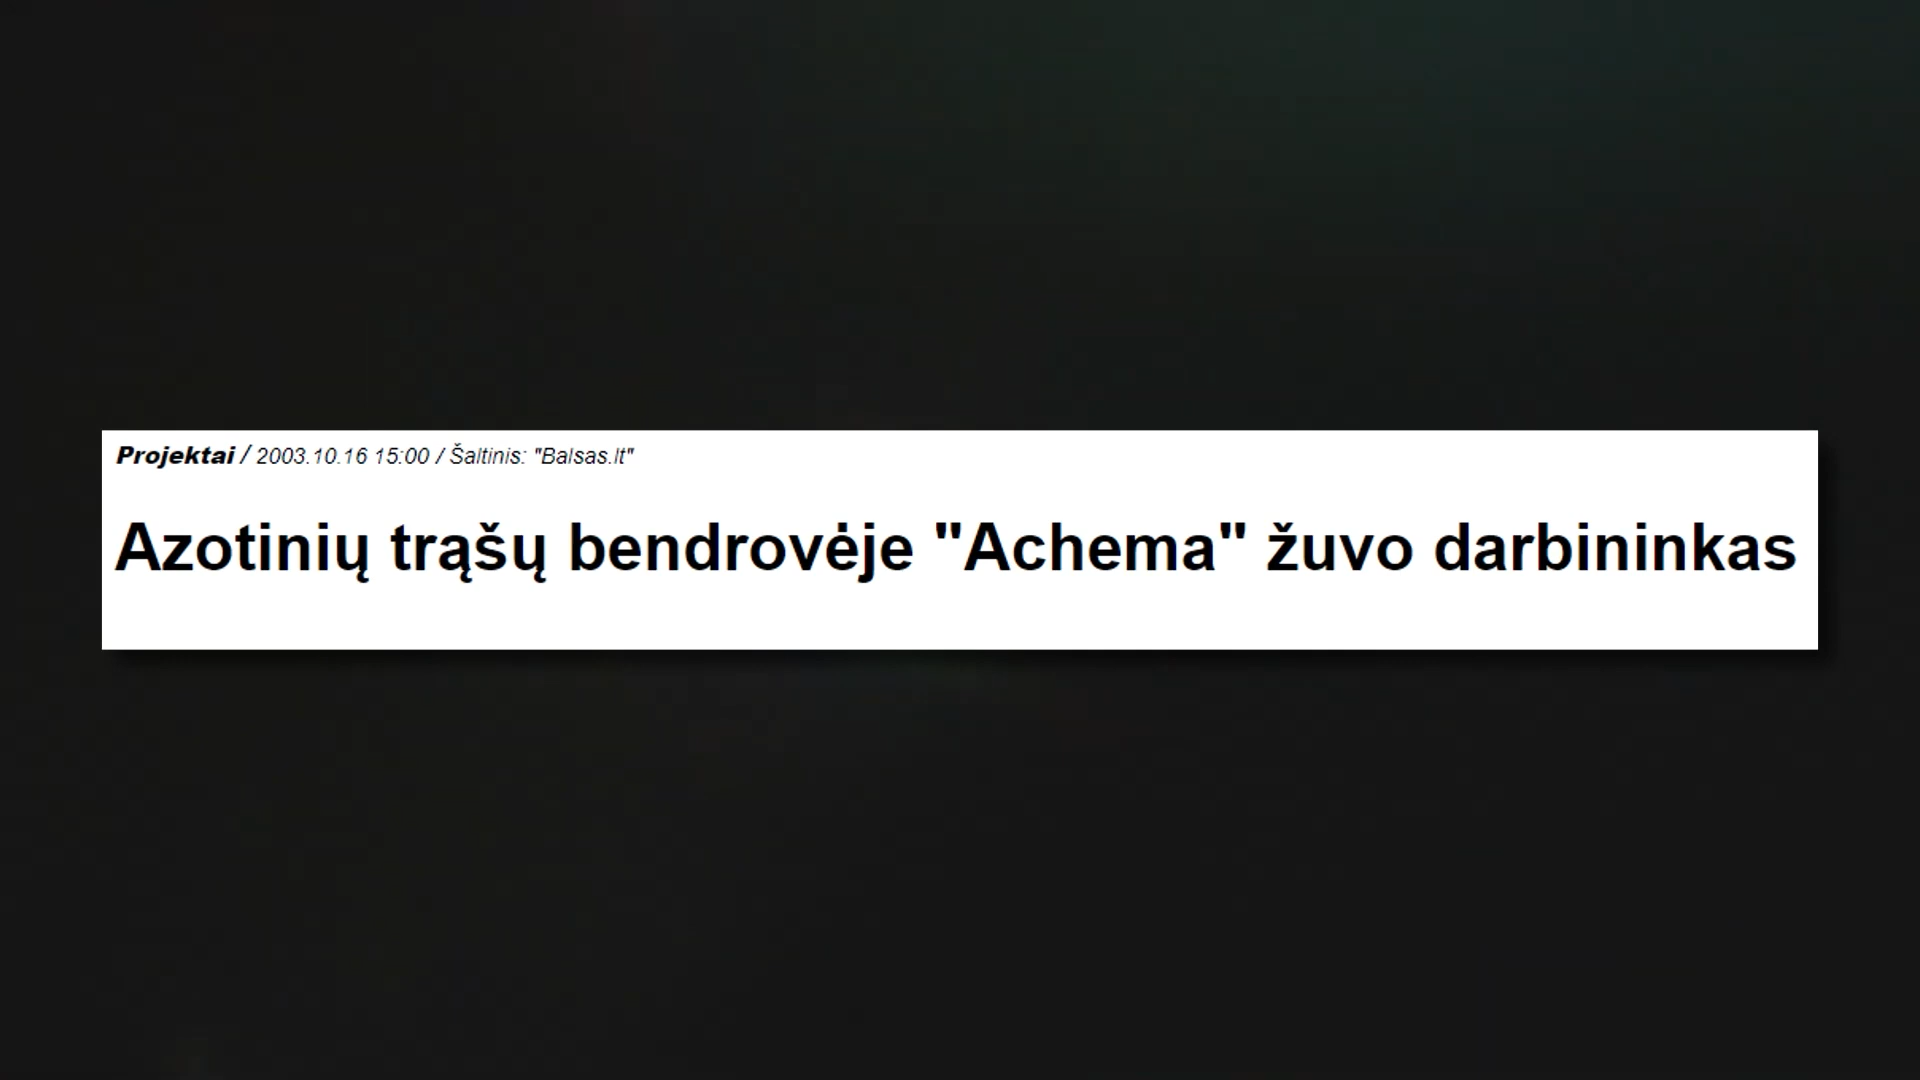 Projektai / 2003.10.16 15:00 / Šaltinis: "Balsas.lt"
Azotinių trąšų bendrovėje "Achema" žuvo darbininkas